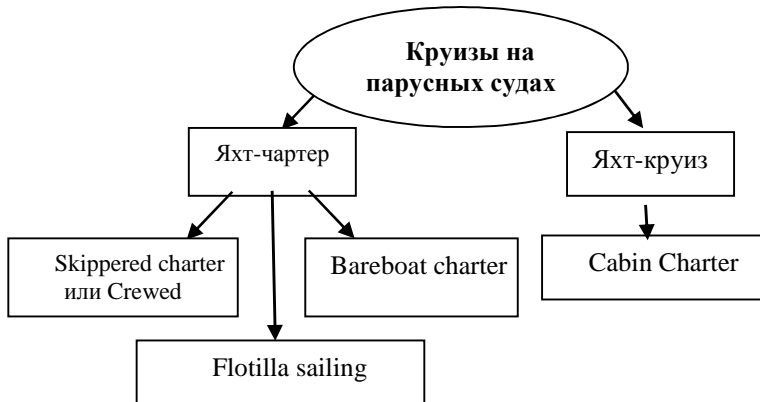 Круизы на
парусных судах
Яхт-чартер
Яхт-круиз
Skippered charter
или Crewed
Bareboat charter
Cabin Charter
Flotilla sailing